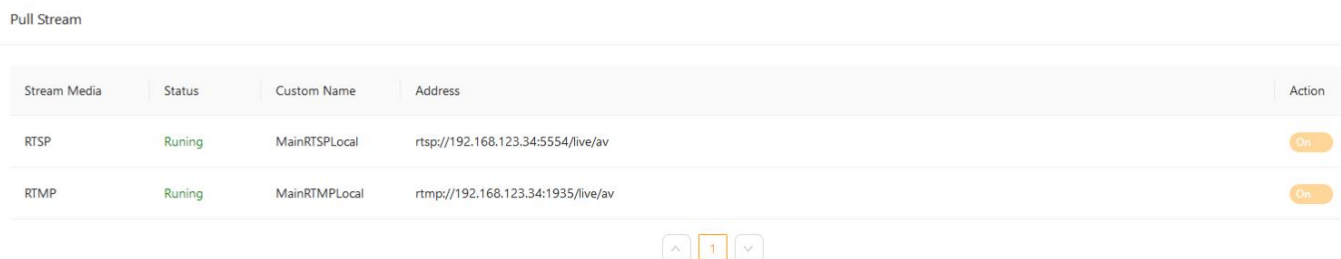 Pull Stream
Stream Media Status Custom Name Address Action
RTSP Runing MainRTSPLocal rtsp://192.168.123.34:5554/live/av On
RTMP Runing MainRTMPLocal rtmp://192.168.123.34:1935/live/av On
1